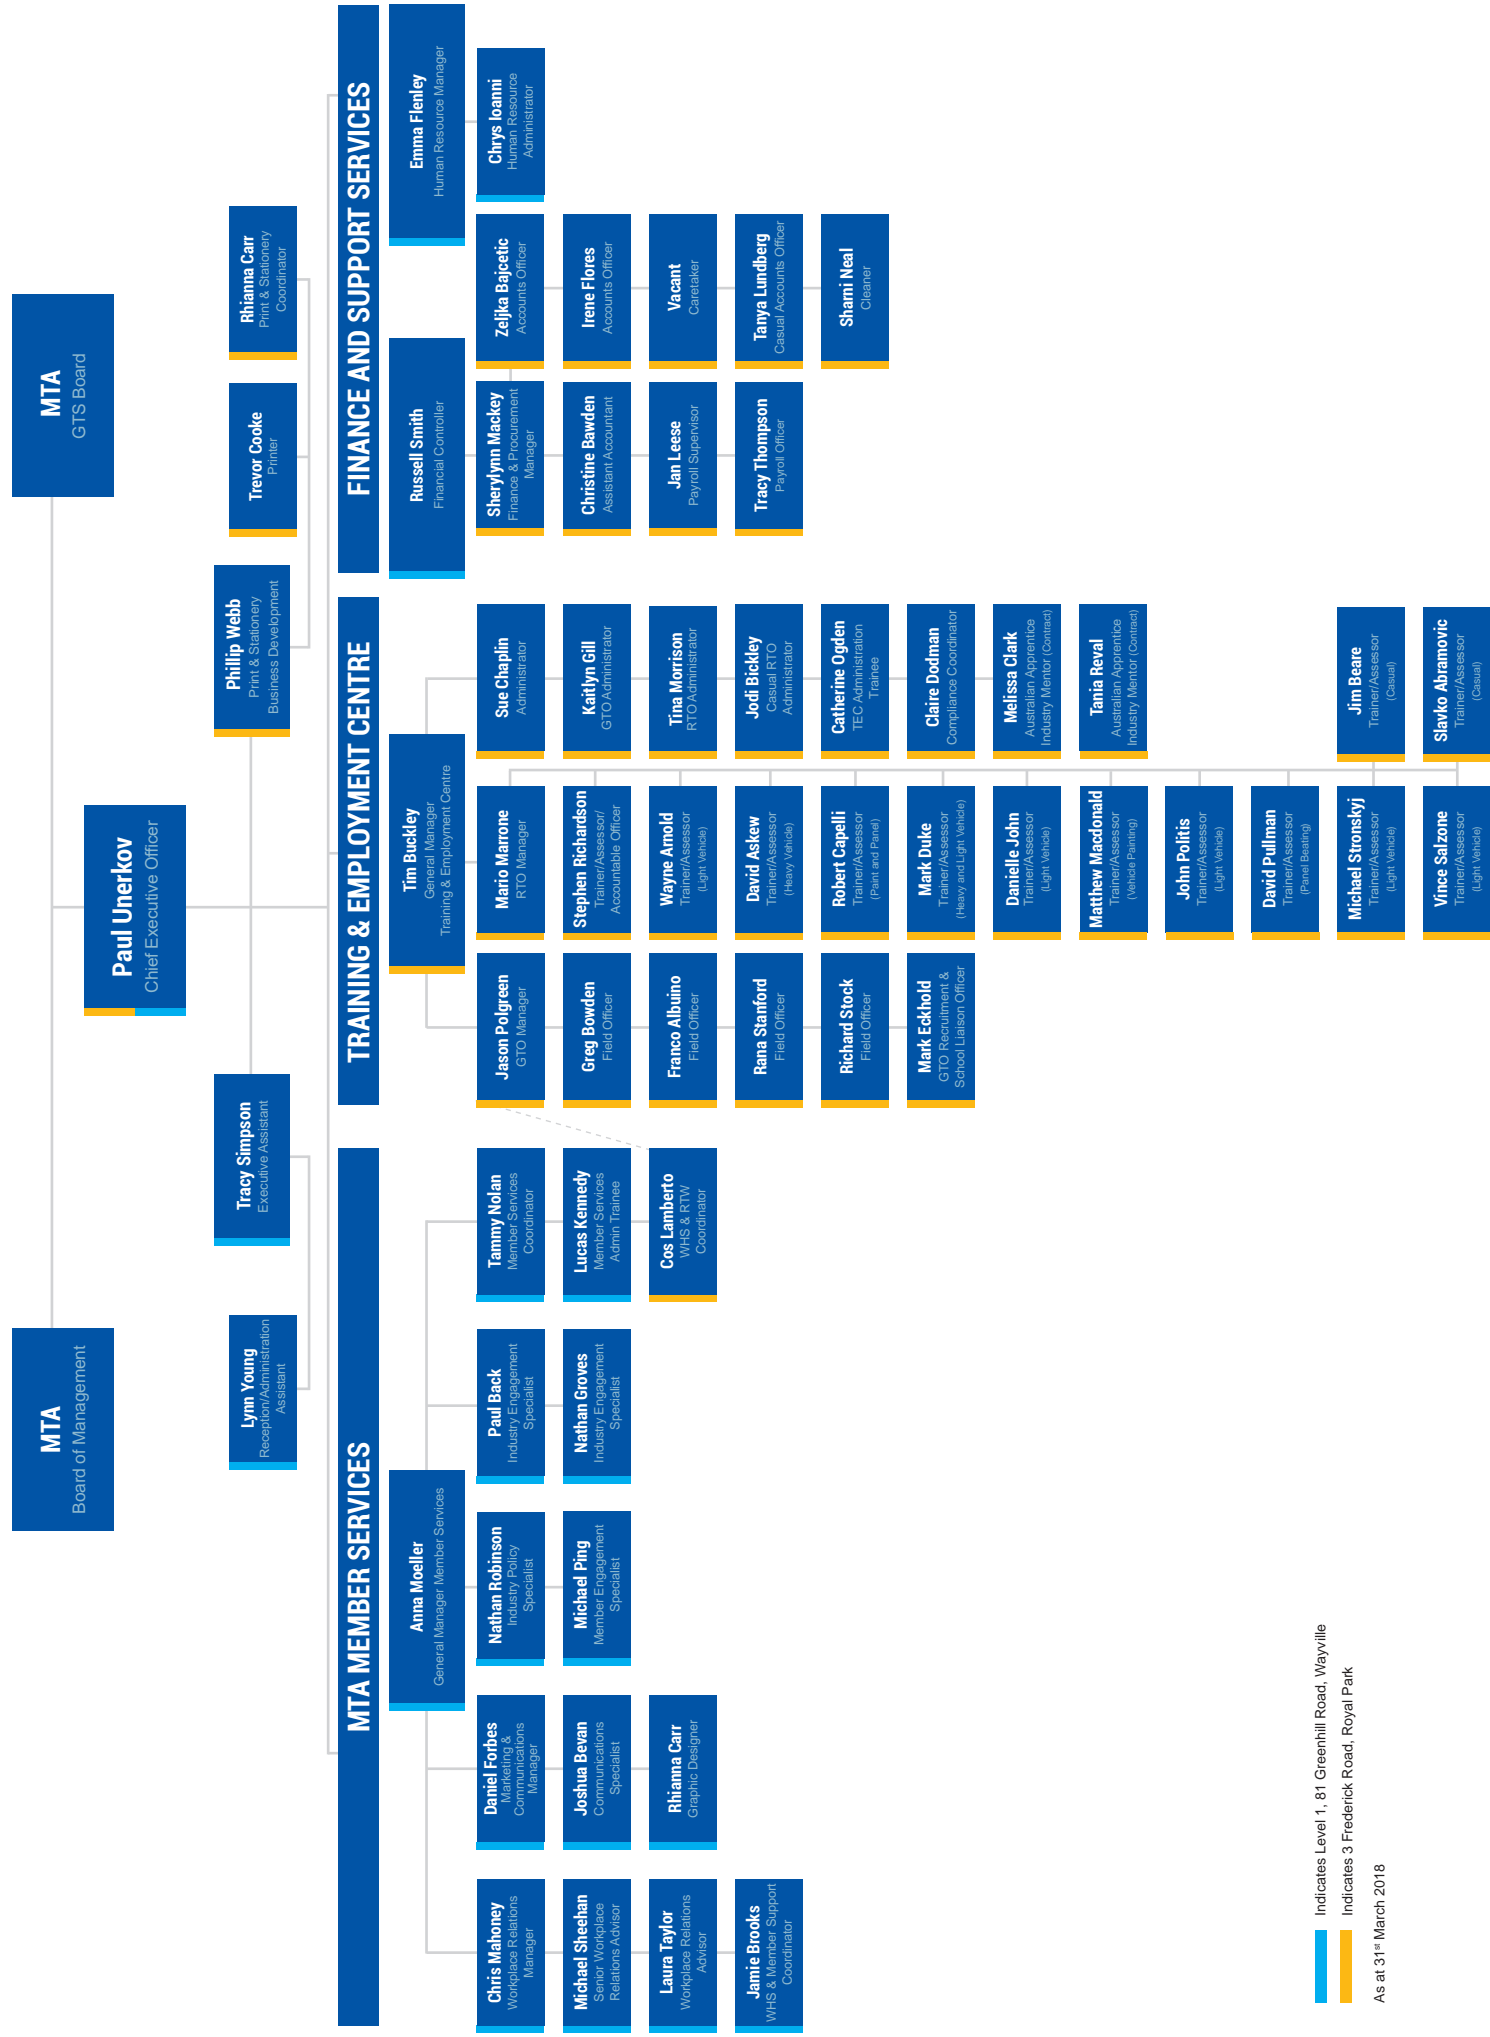 MTA
Board of Management
MTA
GTS Board
Paul Unerkov
Chief Executive Officer
Lynn Young
Reception/Administration
Assistant
Tracy Simpson
Executive Assistant
Phillip Webb
Print & Stationery
Business Development
Trevor Cooke
Printer
Rhianna Carr
Print & Stationery
Coordinator
MTA MEMBER SERVICES
Anna Moeller
General Manager Member Services
Chris Mahoney
Workplace Relations
Manager
Michael Sheehan
Senior Workplace
Relations Advisor
Laura Taylor
Workplace Relations
Advisor
Jamie Brooks
WHS & Member Support
Coordinator
Daniel Forbes
Marketing &
Communications
Manager
Joshua Bevan
Communications
Specialist
Rhianna Carr
Graphic Designer
Nathan Robinson
Industry Policy
Specialist
Michael Ping
Member Engagement
Specialist
Paul Back
Industry Engagement
Specialist
Nathan Groves
Industry Engagement
Specialist
Tammy Nolan
Member Services
Coordinator
Lucas Kennedy
Member Services
Admin Trainee
Cos Lamberto
WHS & RTW
Coordinator
TRAINING & EMPLOYMENT CENTRE
Tim Buckley
General Manager
Training & Employment Centre
Jason Polgreen
GTO Manager
Greg Bowden
Field Officer
Franco Albuino
Field Officer
Rana Stanford
Field Officer
Richard Stock
Field Officer
Mark Eckhold
GTO Recruitment &
School Liaison Officer
Mario Marrone
RTO Manager
Stephen Richardson
Trainer/Assessor/
Accountable Officer
Wayne Arnold
Trainer/Assessor
(Light Vehicle)
David Askew
Trainer/Assessor
(Heavy Vehicle)
Robert Capelli
Trainer/Assessor
(Paint and Panel)
Mark Duke
Trainer/Assessor
(Heavy and Light Vehicle)
Danielle John
Trainer/Assessor
(Light Vehicle)
Matthew Macdonald
Trainer/Assessor
(Vehicle Painting)
John Politis
Trainer/Assessor
(Light Vehicle)
David Pullman
Trainer/Assessor
(Panel Beating)
Michael Stronskyj
Trainer/Assessor
(Light Vehicle)
Vince Salzone
Trainer/Assessor
(Light Vehicle)
Sue Chaplin
Administrator
Kaitlyn Gill
GTO Administrator
Tina Morrison
RTO Administrator
Jodi Bickley
Casual RTO
Administrator
Catherine Ogden
TEC Administration
Trainee
Claire Dodman
Compliance Coordinator
Melissa Clark
Australian Apprentice
Industry Mentor (Contract)
Tania Reval
Australian Apprentice
Industry Mentor (Contract)
Jim Beare
Trainer/Assessor
(Casual)
Slavko Abramovic
Trainer/Assessor
(Casual)
FINANCE AND SUPPORT SERVICES
Russell Smith
Financial Controller
Emma Flenley
Human Resource Manager
Sherylynn Mackey
Finance & Procurement
Manager
Christine Bawden
Assistant Accountant
Jan Leese
Payroll Supervisor
Tracy Thompson
Payroll Officer
Zeljka Bajcetic
Accounts Officer
Irene Flores
Accounts Officer
Vacant
Caretaker
Tanya Lundberg
Casual Accounts Officer
Sharni Neal
Cleaner
Chrys Ioanni
Human Resource
Administrator
Indicates Level 1, 81 Greenhill Road, Wayville
Indicates 3 Frederick Road, Royal Park
As at 31st March 2018